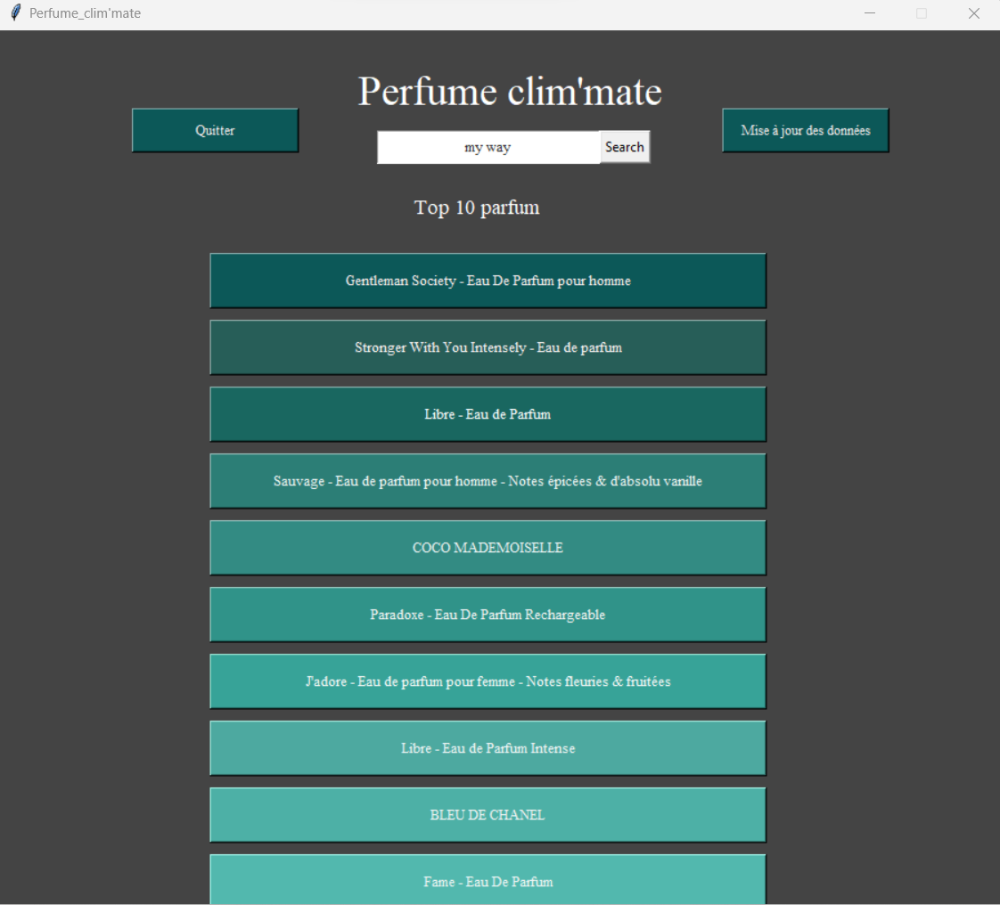 Perfume_clim'mate
Perfume clim'mate
Quitter
Mise à jour des données
my way
Search
Top 10 parfum
Gentleman Society - Eau De Parfum pour homme
Stronger With You Intensely - Eau de parfum
Libre - Eau de Parfum
Sauvage - Eau de parfum pour homme - Notes épicées & d'absolu vanille
COCO MADEMOISELLE
Paradoxe - Eau De Parfum Rechargeable
J'adore - Eau de parfum pour femme - Notes fleuries & fruitées
Libre - Eau de Parfum Intense
BLEU DE CHANEL
Fame - Eau De Parfum